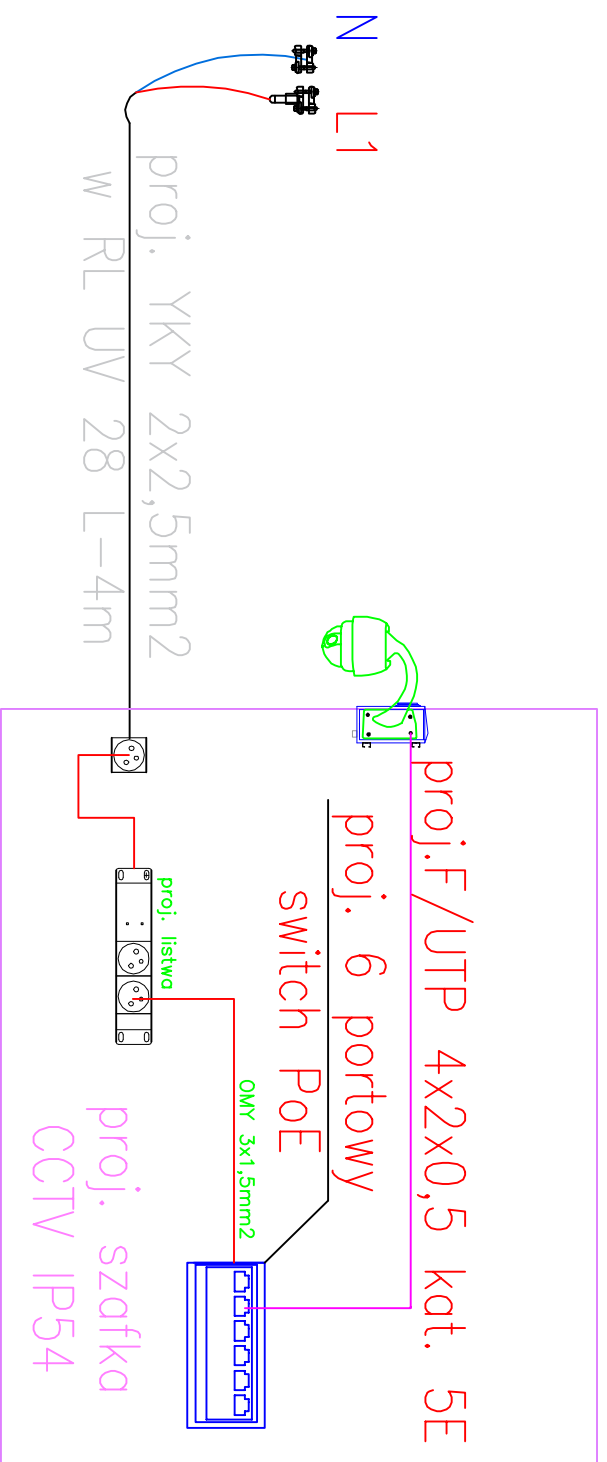 N
L1
proj. YKY 2x2,5mm2
w RL UV 28 L-4m
proj.F/UTP 4x2x0,5 kat. 5E
proj. 6 portowy
switch PoE
proj. listwa
OMY 3x1,5mm2
proj. szafka
CCTV IP54